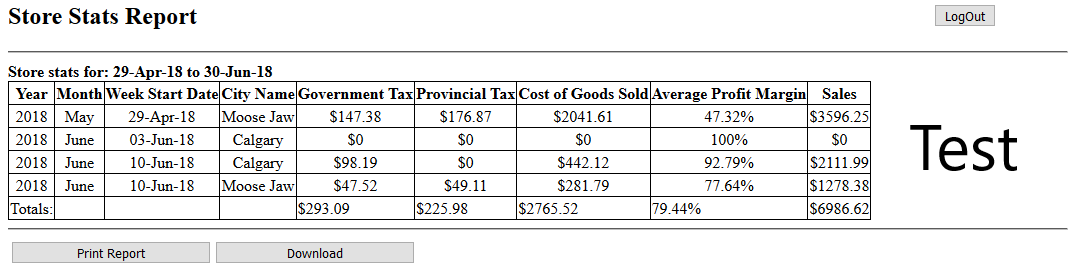 Store Stats Report
LogOut
Store stats for: 29-Apr-18 to 30-Jun-18
Year Month Week Start Date City Name Government Tax Provincial Tax Cost of Goods Sold Average Profit Margin Sales
2018 May 29-Apr-18 Moose Jaw $147.38 $176.87 $2041.61 47.32% $3596.25
2018 June 03-Jun-18 Calgary $0 $0 $0 100% $0
2018 June 10-Jun-18 Calgary $98.19 $0 $442.12 92.79% $2111.99
2018 June 10-Jun-18 Moose Jaw $47.52 $49.11 $281.79 77.64% $1278.38
Totals: $293.09 $225.98 $2765.52 79.44% $6986.62
Test
Print Report Download